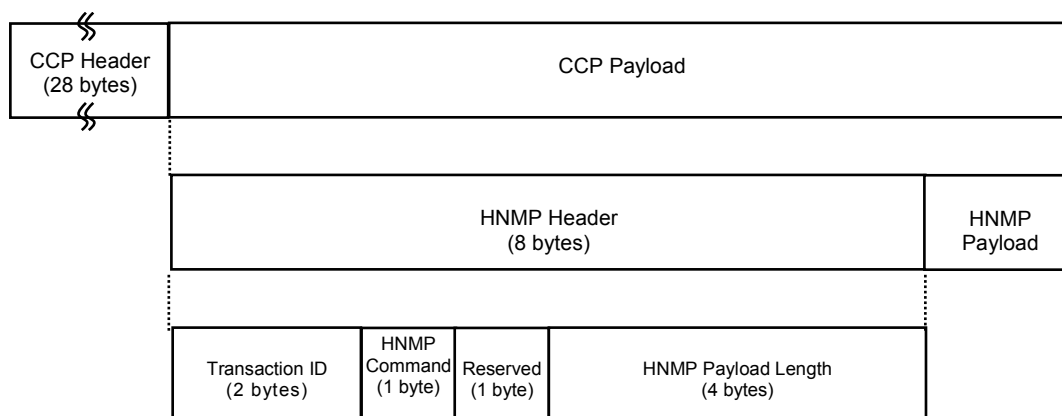 CCP Header
(28 bytes)
CCP Payload
HNMP Header
(8 bytes)
HNMP
Payload
Transaction ID
(2 bytes)
HNMP
Command
(1 byte)
Reserved
(1 byte)
HNMP Payload Length
(4 bytes)